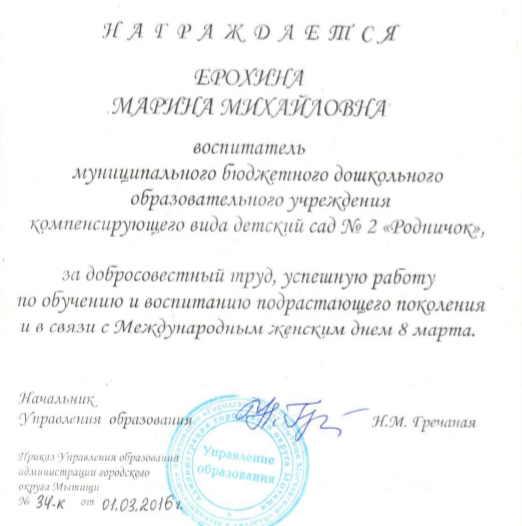 НАГРАЖДАЕТСЯ
ЕРОХИНА
МАРИНА МИХАЙЛОВНА
воспитатель
муниципального бюджетного дошкольного
образовательного учреждения
компенсирующего вида детский сад № 2 «Родничок»,
за добросовестный труд, успешную работу
по обучению и воспитанию подрастающего поколения
и в связи с Международным женским днем 8 марта.
Начальник
Управления образования
Н.М. Гречаная
Управление
образования
Приказ Управления образования
администрации городского
округа Мытищи
№ 34-к от 01.03.2016 г.